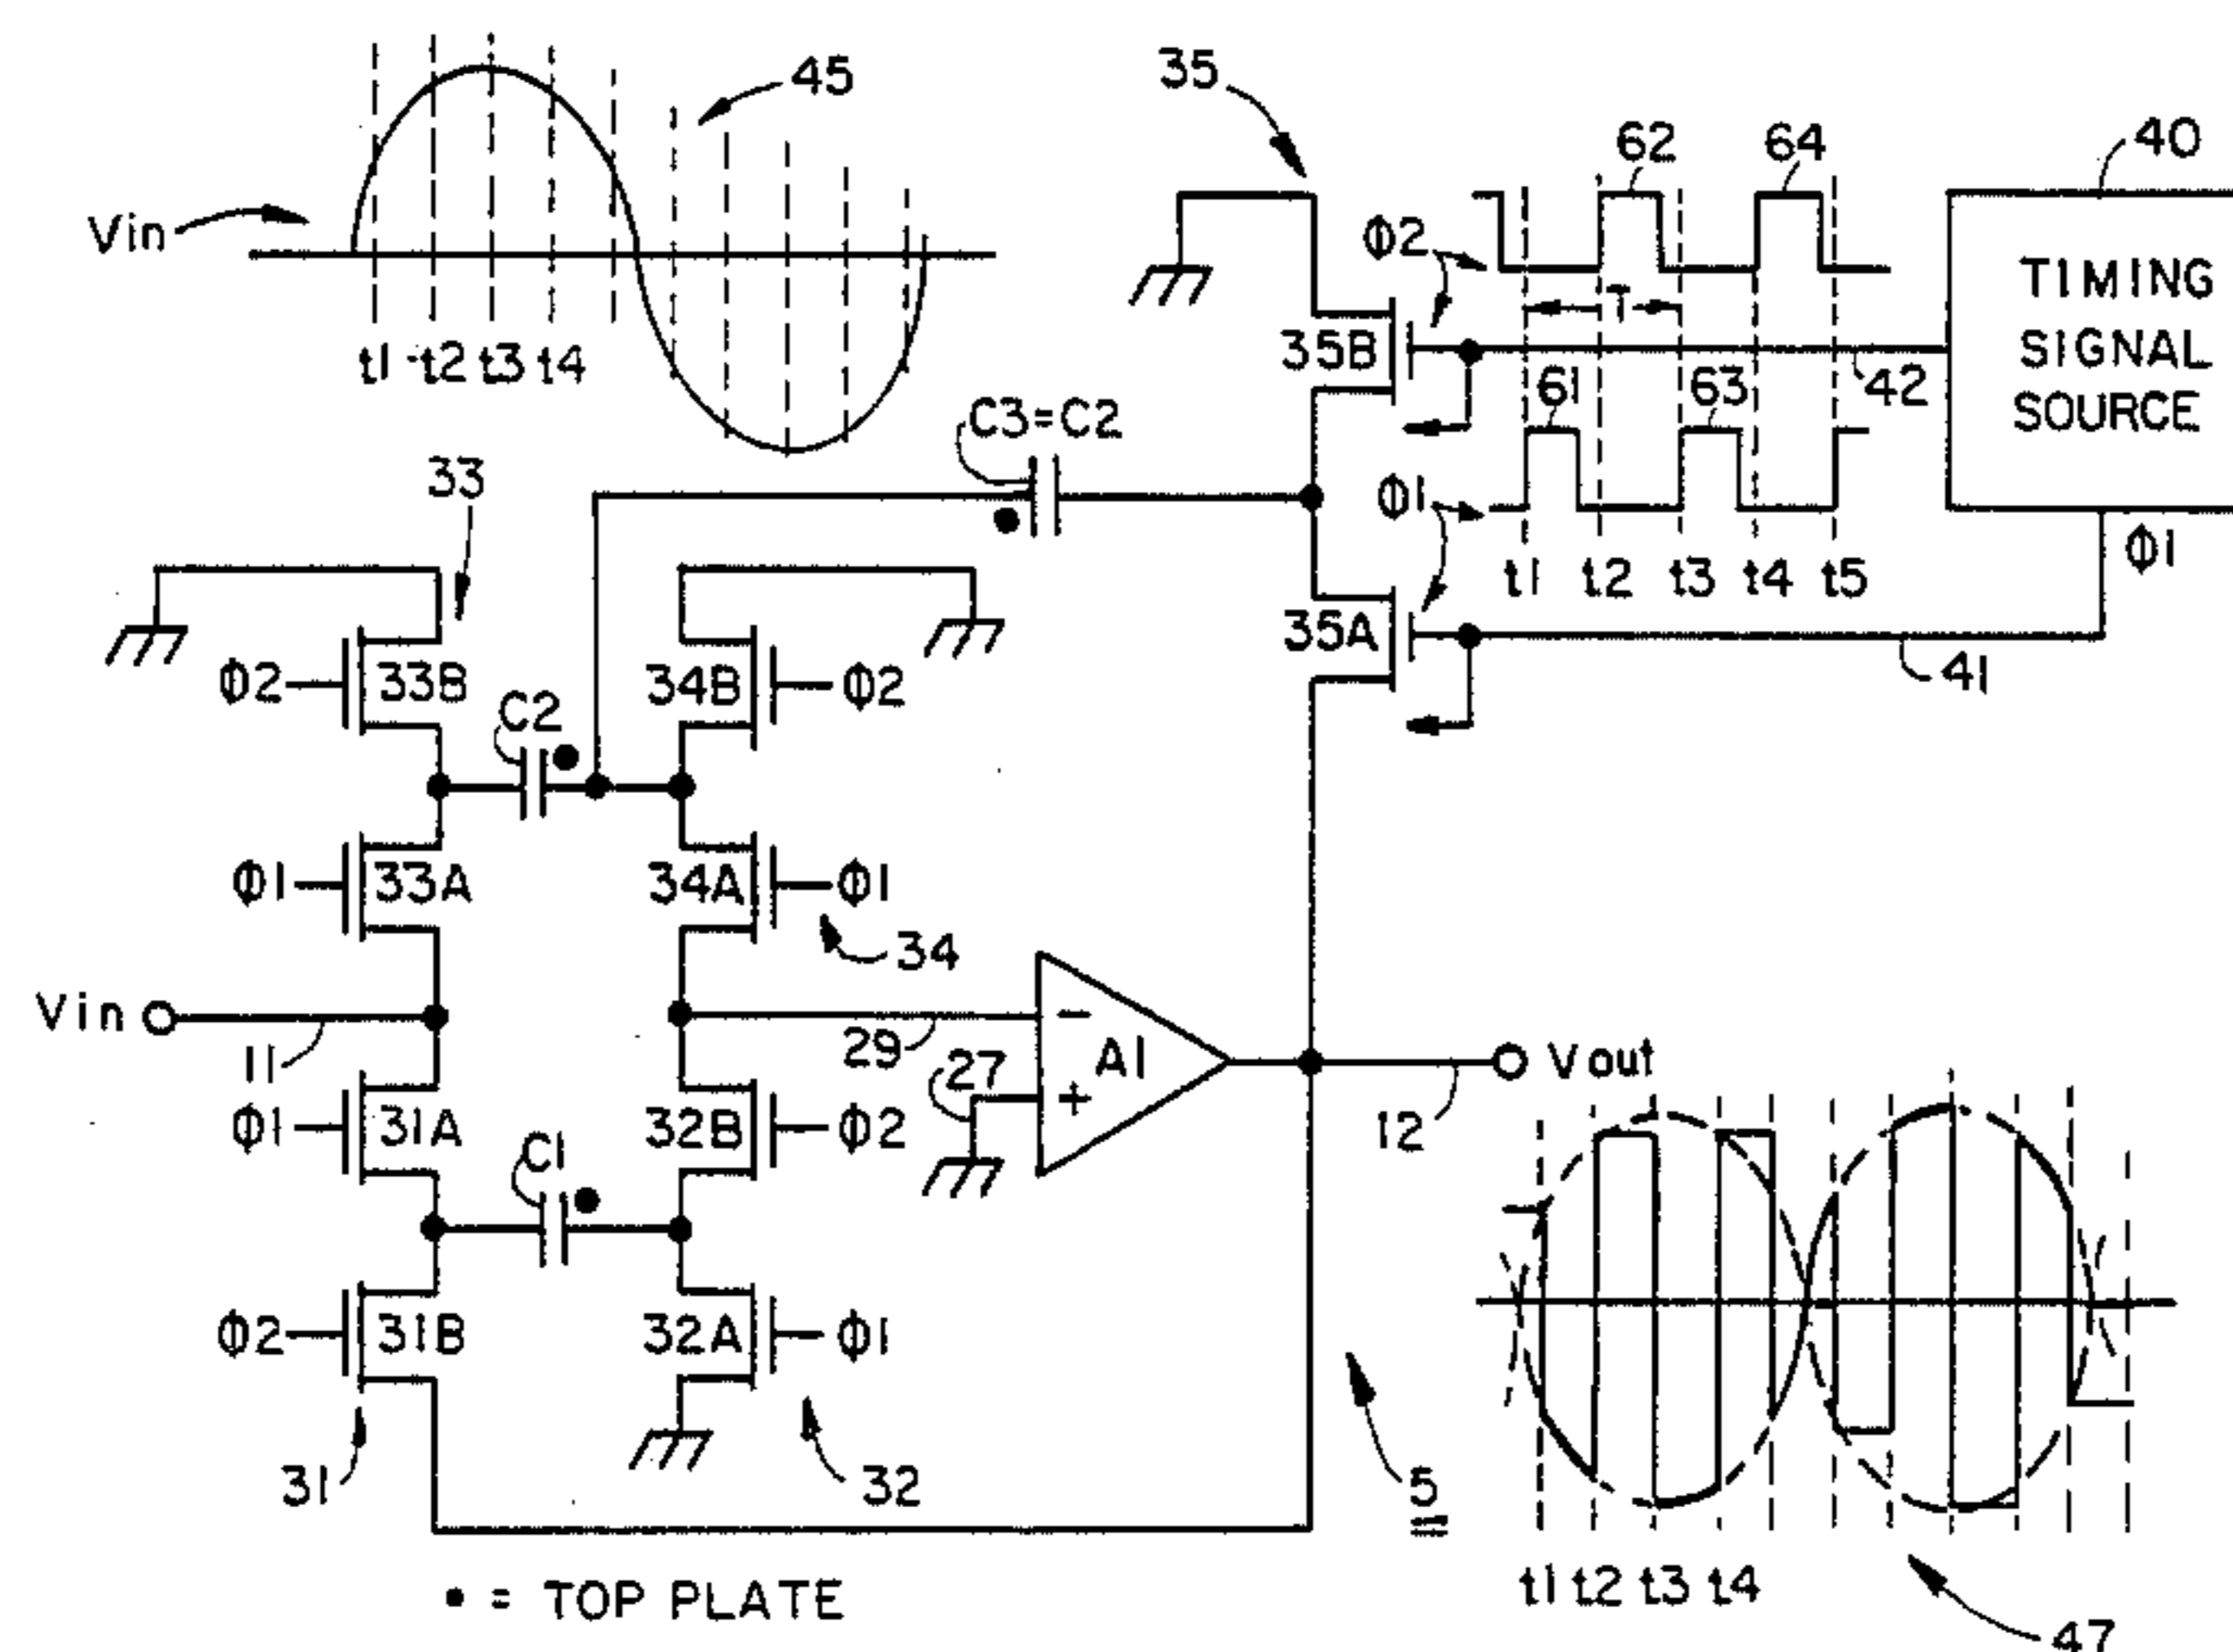 45
Vin
t1 t2 t3 t4
35
62
64
40
Φ2
T
TIMING
SIGNAL
SOURCE
35B
61
63
42
C3=C2
Φ1
t1 t2 t3 t4 t5
Φ1
35A
41
33
Φ2
33B
C2
34B
Φ2
Φ1
33A
34A
Φ1
34
Vin
11
29
27
-
+
A1
Vout
12
Φ1
31A
32B
Φ2
C1
Φ2
31B
32A
Φ1
31
32
5
t1 t2 t3 t4
47
• = TOP PLATE